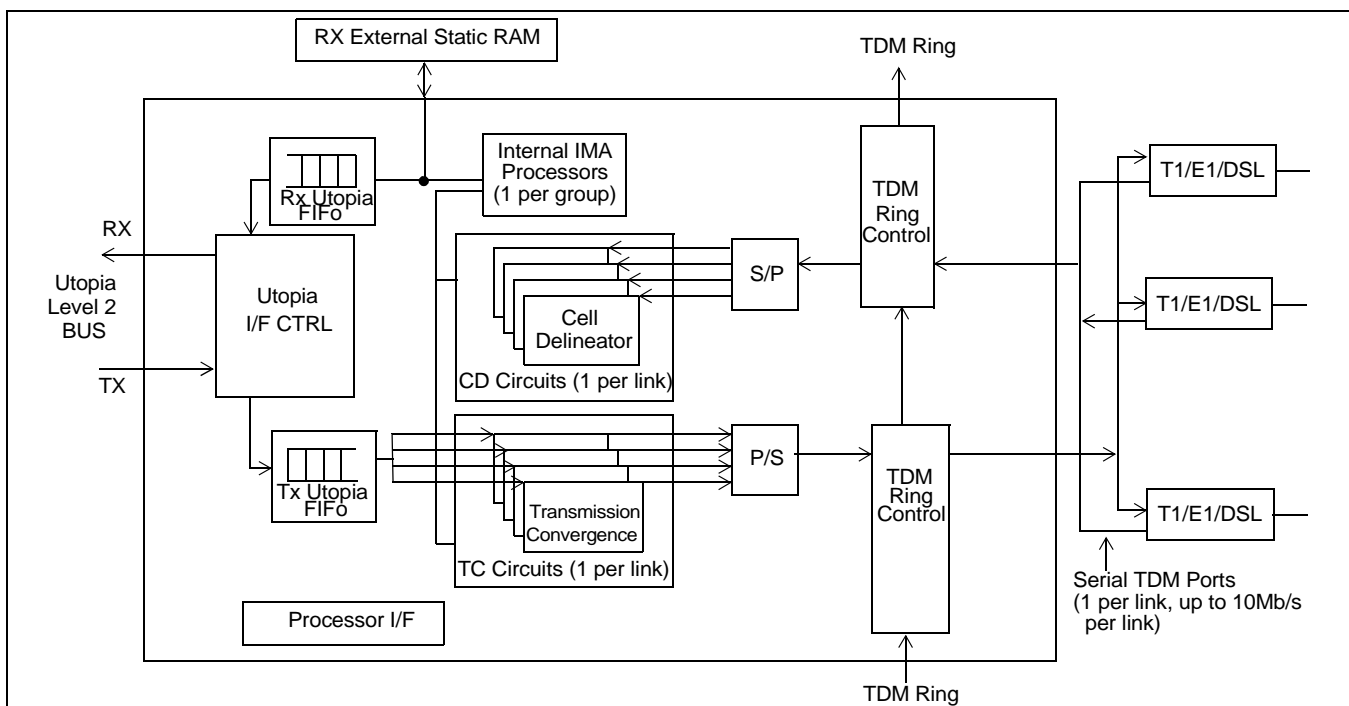 RX External Static RAM
TDM Ring
Internal IMA
Processors
(1 per group)
Rx Utopia
FIFo
TDM
Ring
Control
T1/E1/DSL
RX
Utopia
Level 2
BUS
TX
Utopia
I/F CTRL
S/P
Cell
Delineator
CD Circuits (1 per link)
T1/E1/DSL
Tx Utopia
FIFo
P/S
Transmission
Convergence
TC Circuits (1 per link)
TDM
Ring
Control
T1/E1/DSL
Serial TDM Ports
(1 per link, up to 10Mb/s
per link)
Processor I/F
TDM Ring